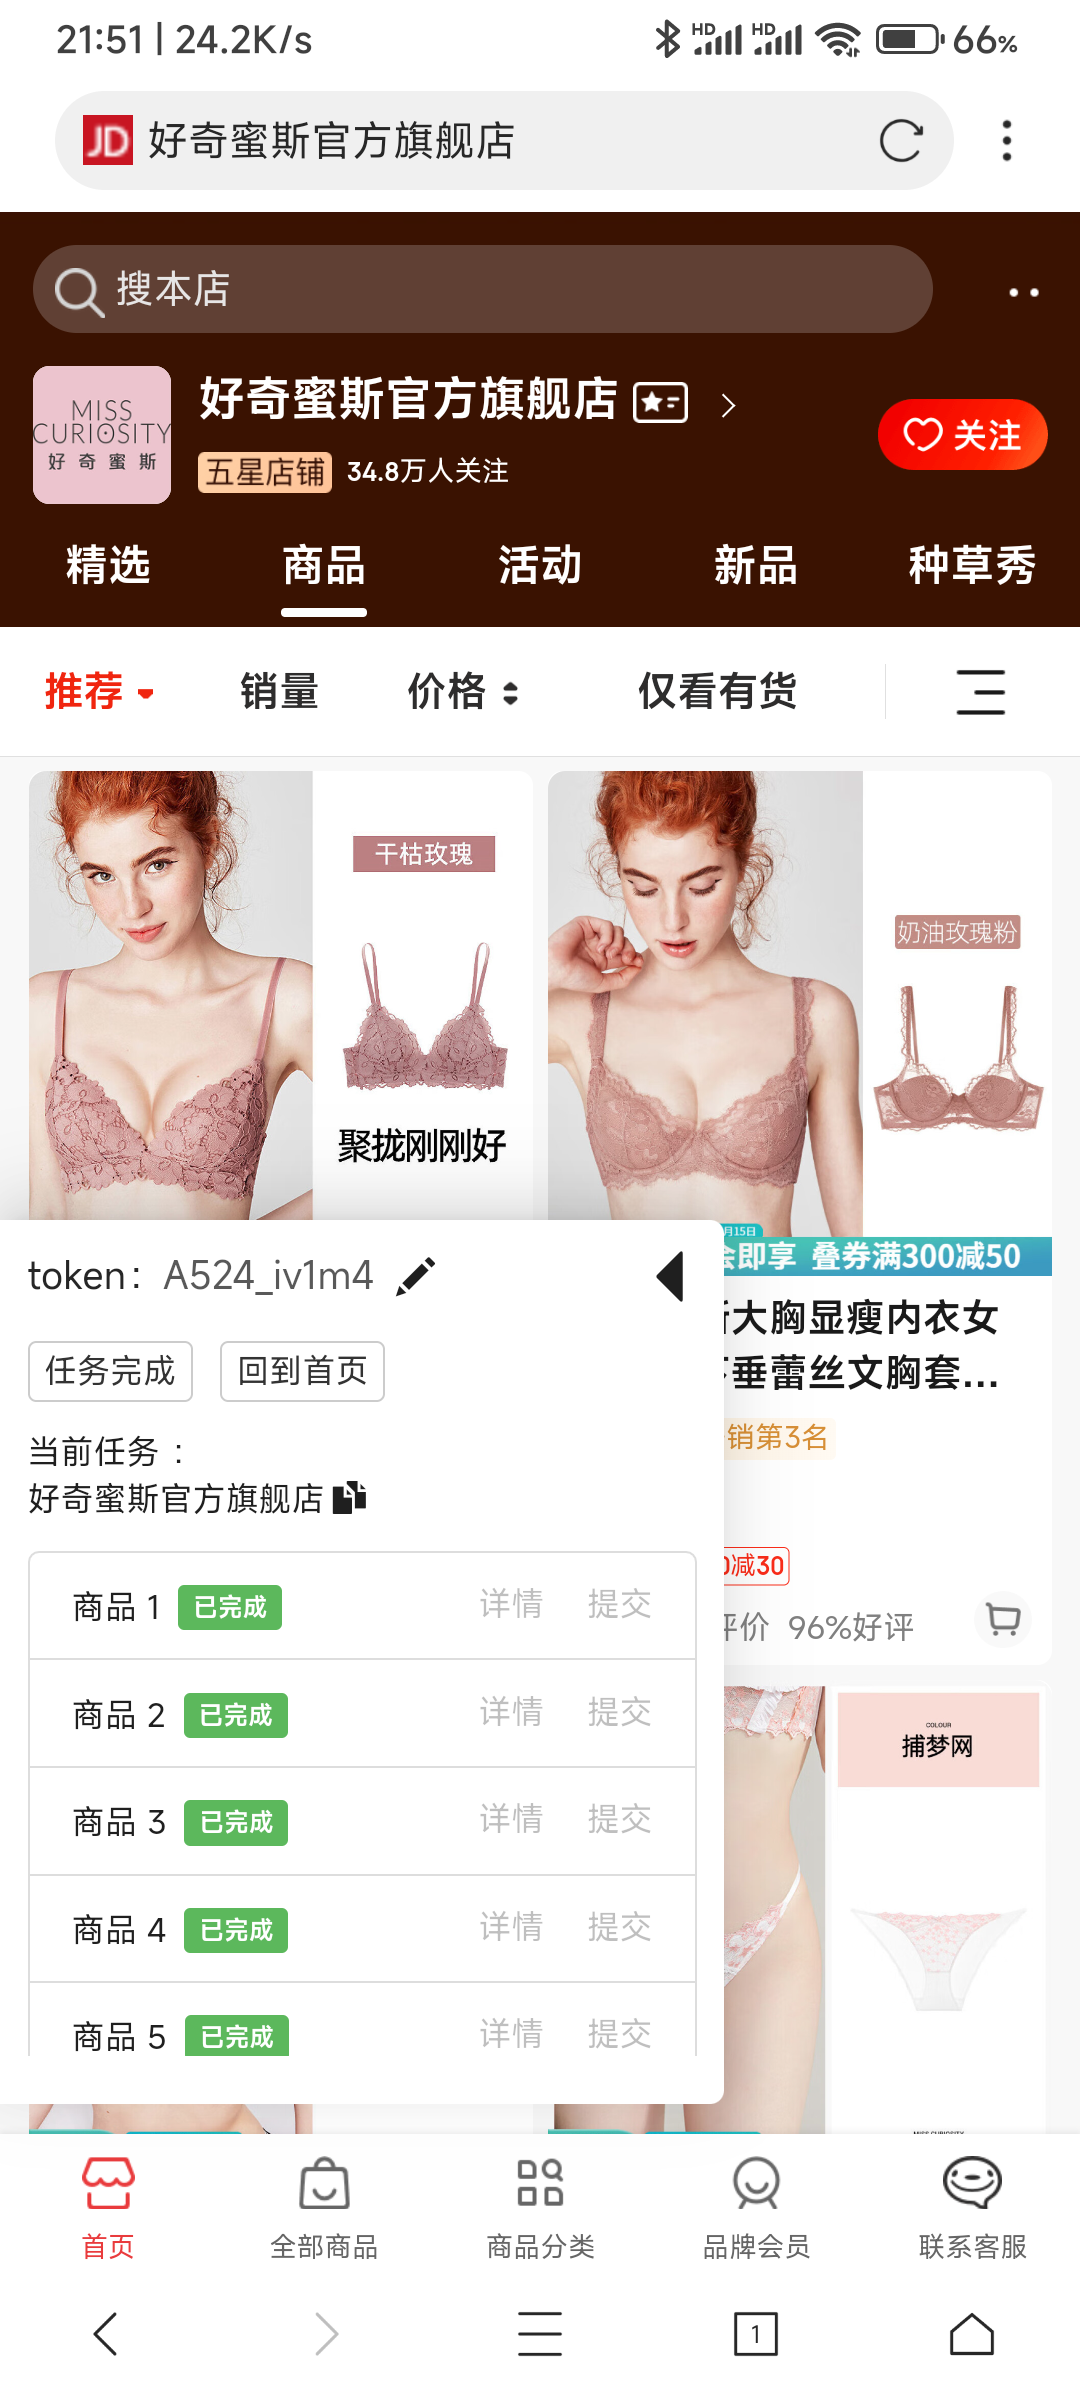 21:51 | 24.2K/s
HD HD 66%
JD 好奇蜜斯官方旗舰店
搜本店
MISS
CURIOSITY
好奇蜜斯
好奇蜜斯官方旗舰店
五星店铺 34.8万人关注
关注
精选 商品 活动 新品 种草秀
推荐 销量 价格 仅看有货
干枯玫瑰
聚拢刚刚好
奶油玫瑰粉
月15日
会即享 叠券满300减50
大胸显瘦内衣女
垂蕾丝文胸套...
销第3名
0减30
评价 96%好评
token: A524_iv1m4
任务完成 回到首页
当前任务：
好奇蜜斯官方旗舰店
商品 1 已完成 详情 提交
商品 2 已完成 详情 提交
商品 3 已完成 详情 提交
商品 4 已完成 详情 提交
商品 5 已完成 详情 提交
COLOUR
捕梦网
MISS CURIOSITY
首页 全部商品 商品分类 品牌会员 联系客服
1